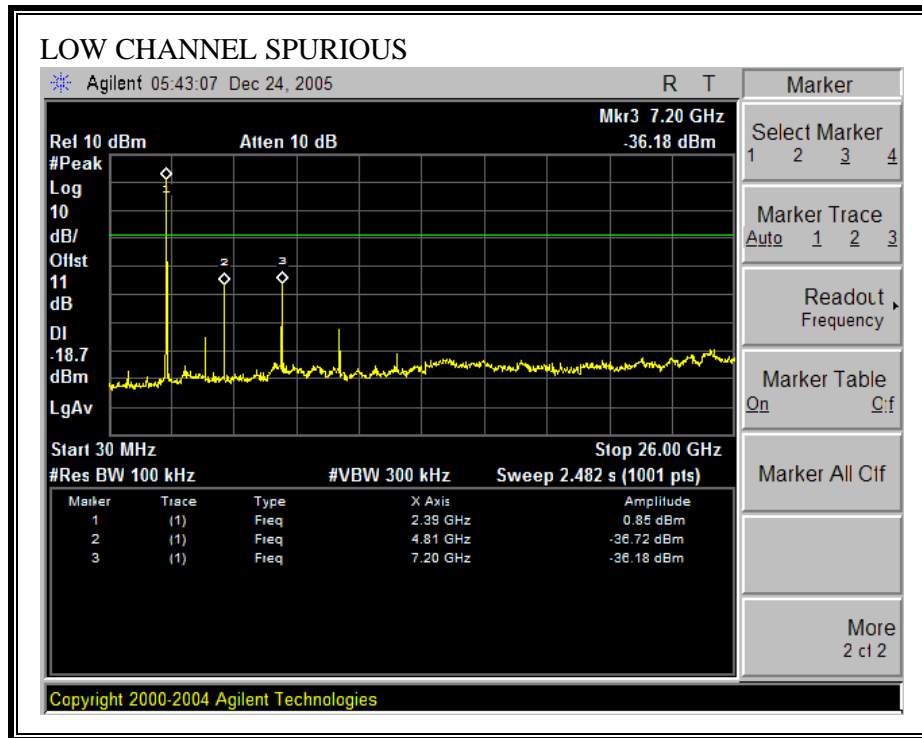 LOW CHANNEL SPURIOUS
Agilent 05:43:07 Dec 24, 2005 R T
Mkr3 7.20 GHz
Ref 10 dBm Atten 10 dB -36.18 dBm
#Peak
Log
10
dB/
Offst
11
dB
DI
-18.7
dBm
LgAv
1
2
3
Start 30 MHz Stop 26.00 GHz
#Res BW 100 kHz #VBW 300 kHz Sweep 2.482 s (1001 pts)
Marker Trace Type X Axis Amplitude
1 (1) Freq 2.39 GHz 0.85 dBm
2 (1) Freq 4.81 GHz -36.72 dBm
3 (1) Freq 7.20 GHz -36.18 dBm
Copyright 2000-2004 Agilent Technologies
Marker
Select Marker
1 2 3 4
Marker Trace
Auto 1 2 3
Readout
Frequency
Marker Table
On Off
Marker All Off
More
2 of 2